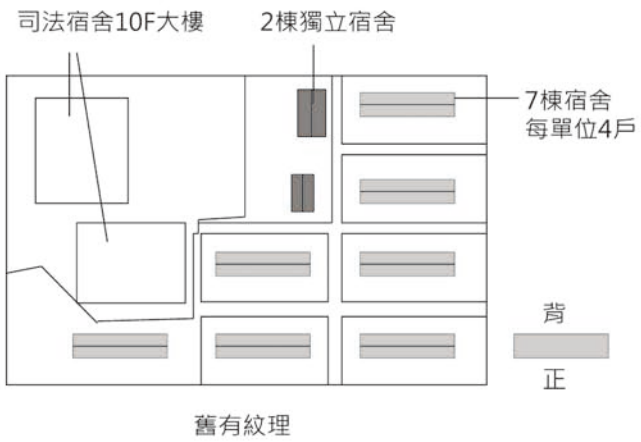 司法宿舍10F大樓
2棟獨立宿舍
7棟宿舍
每單位4戶
背
正
舊有紋理